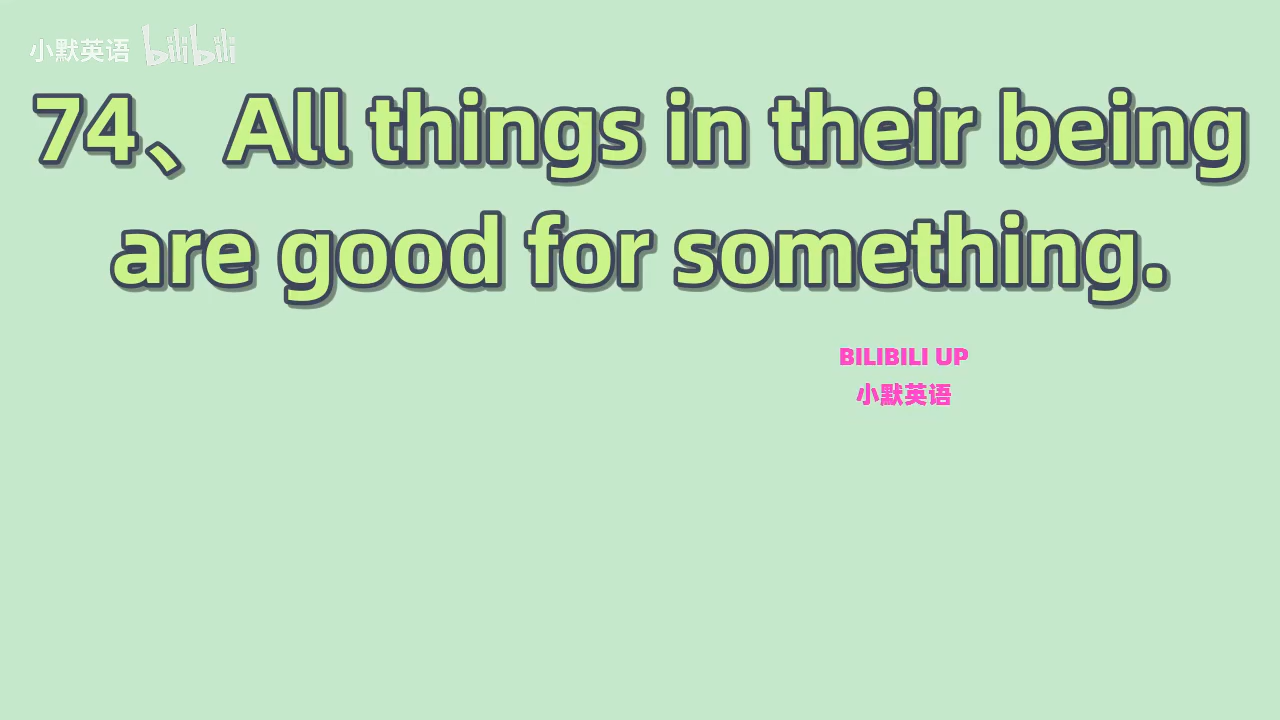 小默英语 bilibili
74、All things in their being
are good for something.
BILIBILI UP
小默英语